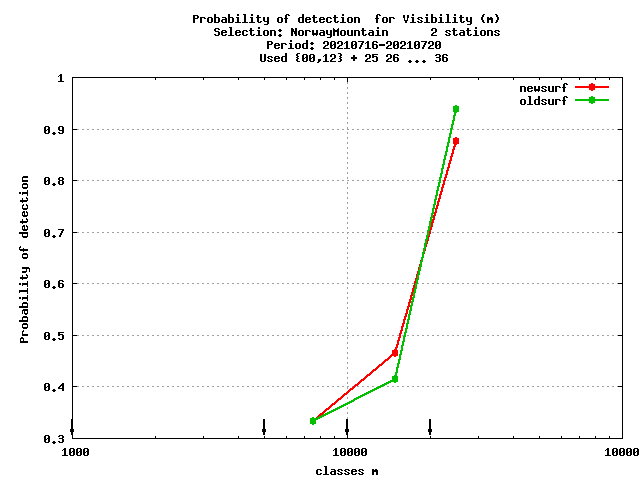 Probability of detection  for Visibility (m)
Selection: NorwayMountain      2 stations
Period: 20210716-20210720
Used {00,12} + 25 26 ... 36
newsurf
oldsurf
Probability of detection
1
0.9
0.8
0.7
0.6
0.5
0.4
0.3
1000
10000
10000
classes m